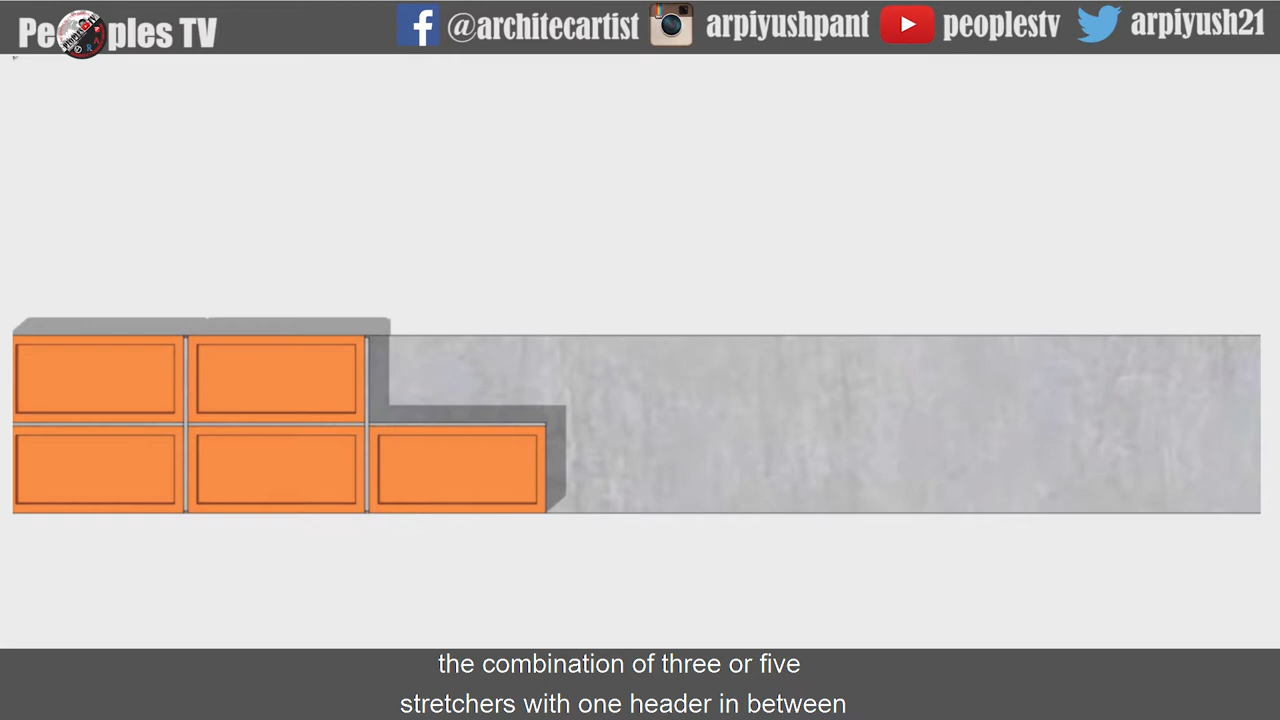 Peoples TV
@architecartist
arpiyushpant
peoplestv
arpiyush21
the combination of three or five
stretchers with one header in between